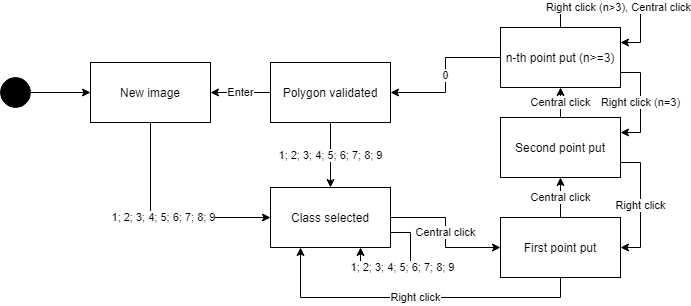 Right click (n>3), Central click
n-th point put (n>=3)
0
New image
Enter
Polygon validated
Central click
Right click (n=3)
1; 2; 3; 4; 5; 6; 7; 8; 9
Second point put
Central click
Right click
1; 2; 3; 4; 5; 6; 7; 8; 9
Class selected
Central click
First point put
1; 2; 3; 4; 5; 6; 7; 8; 9
Right click